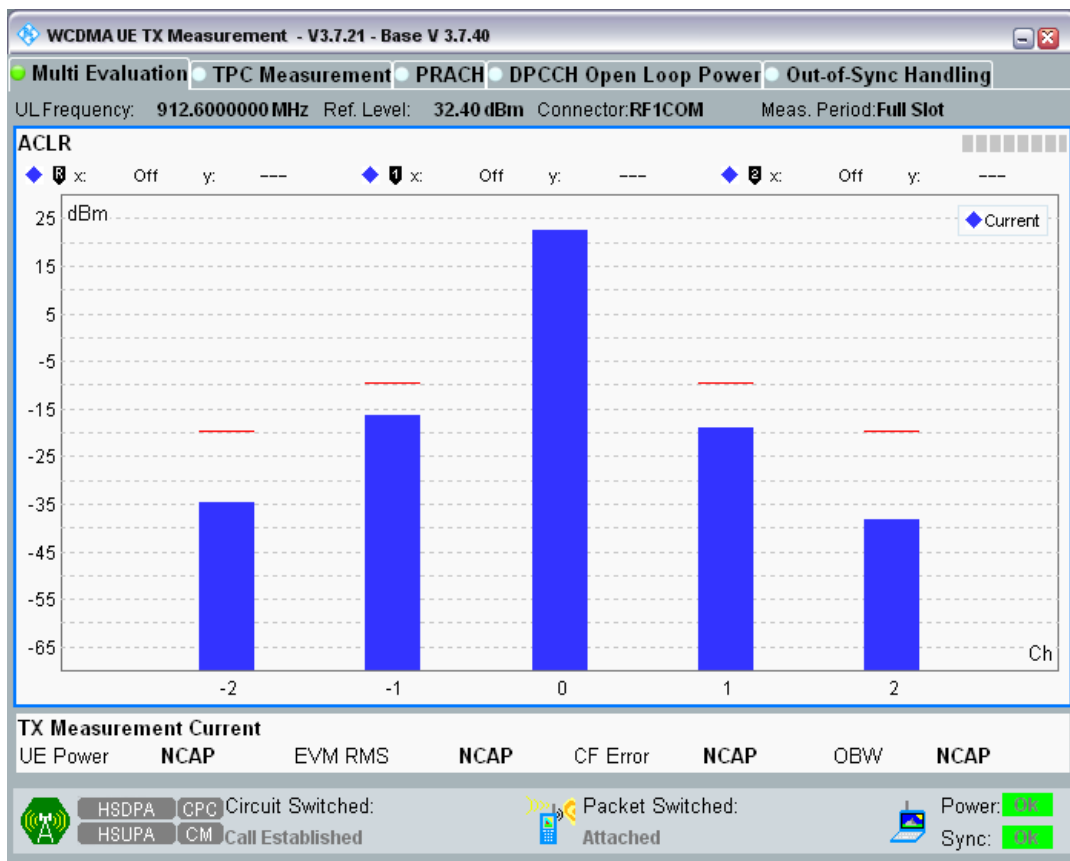 WCDMA UE TX Measurement - V3.7.21 - Base V 3.7.40
Multi Evaluation TPC Measurement PRACH DPCCH Open Loop Power Out-of-Sync Handling
UL Frequency: 912.6000000 MHz Ref. Level: 32.40 dBm Connector: RF1COM Meas. Period: Full Slot
ACLR
R x: Off y: --- 1 x: Off y: --- 2 x: Off y: ---
dBm
Current
25
15
5
-5
-15
-25
-35
-45
-55
-65
Ch
-2 -1 0 1 2
TX Measurement Current
UE Power NCAP EVM RMS NCAP CF Error NCAP OBW NCAP
HSDPA CPC Circuit Switched: Packet Switched: Power: Ok
HSUPA CM Call Established Attached Sync: Ok